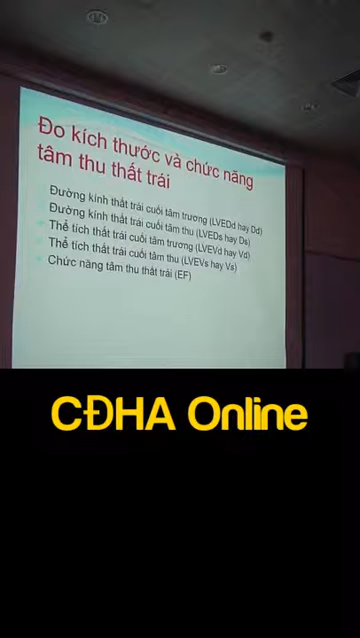 Đo kích thước và chức năng
tâm thu thất trái
Đường kính thất trái cuối tâm trương (LVEDd hay Dd)
Đường kính thất trái cuối tâm thu (LVEDs hay Ds)
Thể tích thất trái cuối tâm trương (LVEVd hay Vd)
Thể tích thất trái cuối tâm thu (LVEVs hay Vs)
Chức năng tâm thu thất trái (EF)
CĐHA Online